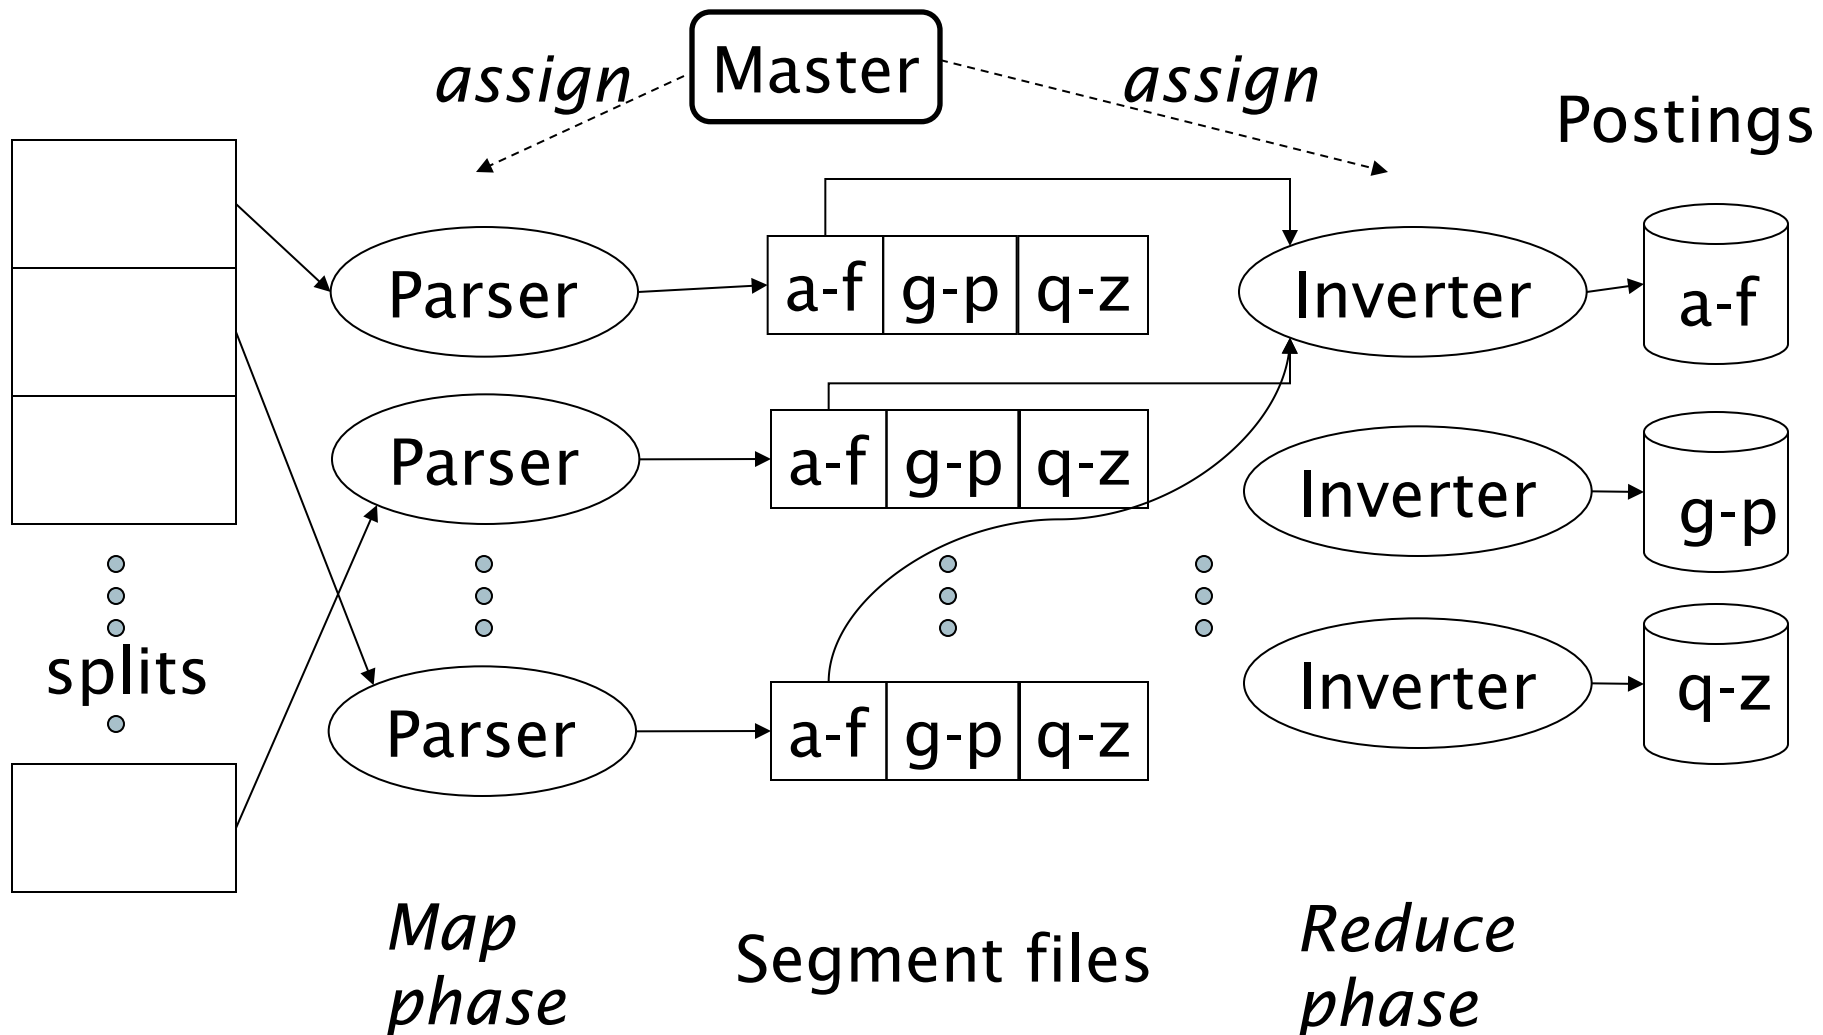 assign
Master
assign
Postings
Parser
a-f g-p q-z
Inverter
a-f
Parser
a-f g-p q-z
Inverter
g-p
splits
Parser
a-f g-p q-z
Inverter
q-z
Map
phase
Segment files
Reduce
phase